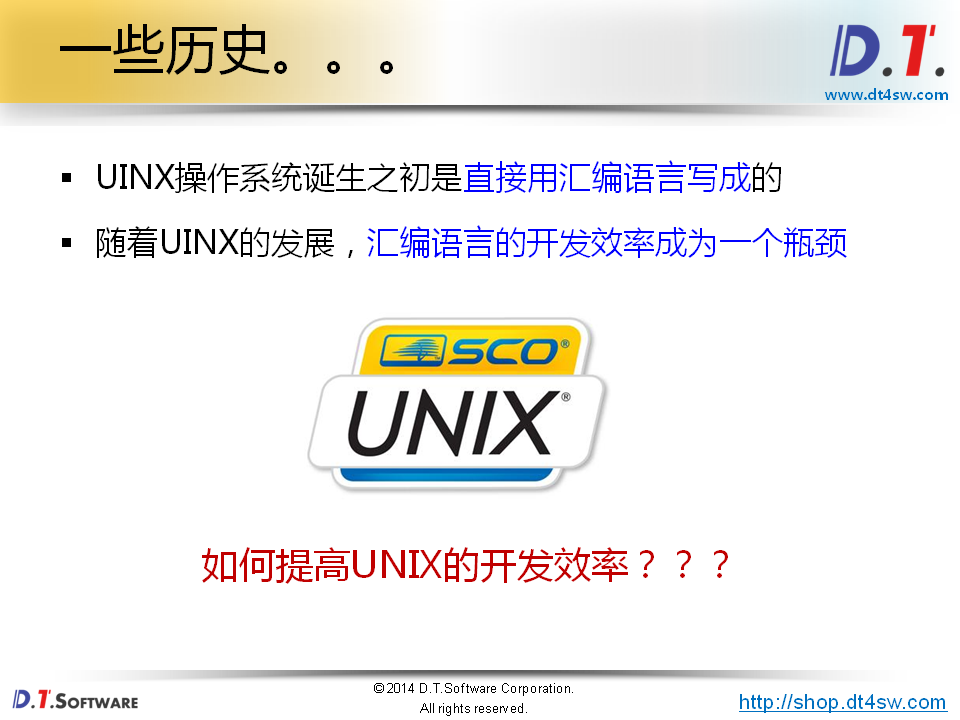 一些历史。。。
D.T.
www.dt4sw.com
▪ UINX操作系统诞生之初是直接用汇编语言写成的
▪ 随着UINX的发展，汇编语言的开发效率成为一个瓶颈
SCO®
UNIX®
如何提高UNIX的开发效率？？？
D.T.SOFTWARE
©2014 D.T.Software Corporation.
All rights reserved.
http://shop.dt4sw.com